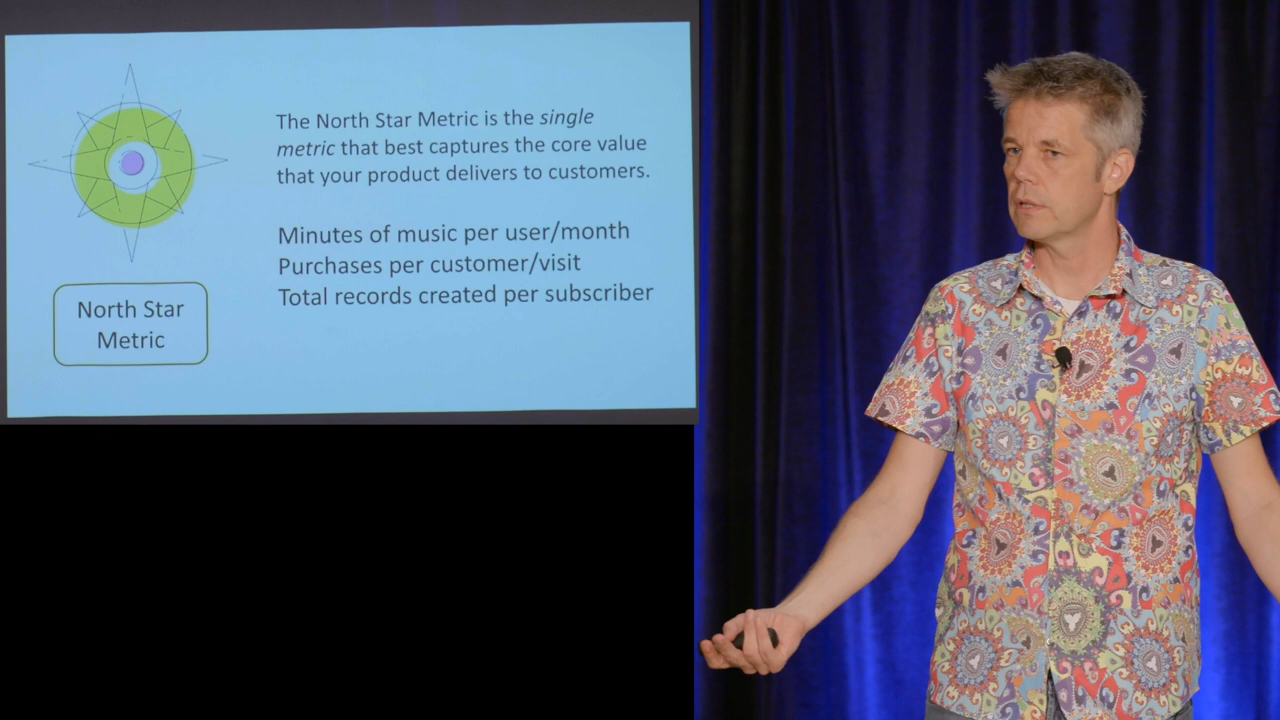 The North Star Metric is the single
metric that best captures the core value
that your product delivers to customers.
Minutes of music per user/month
Purchases per customer/visit
Total records created per subscriber
North Star
Metric